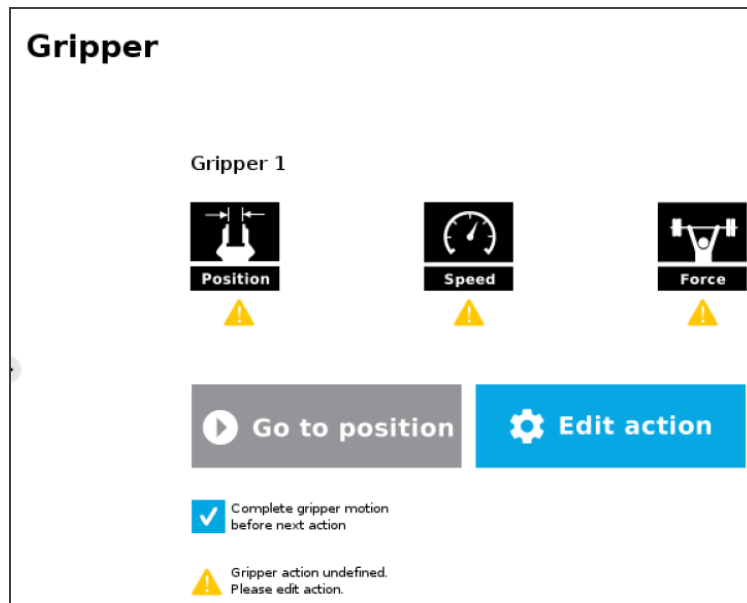 Gripper
Gripper 1
Position
Speed
Force
Go to position
Edit action
Complete gripper motion
before next action
Gripper action undefined.
Please edit action.